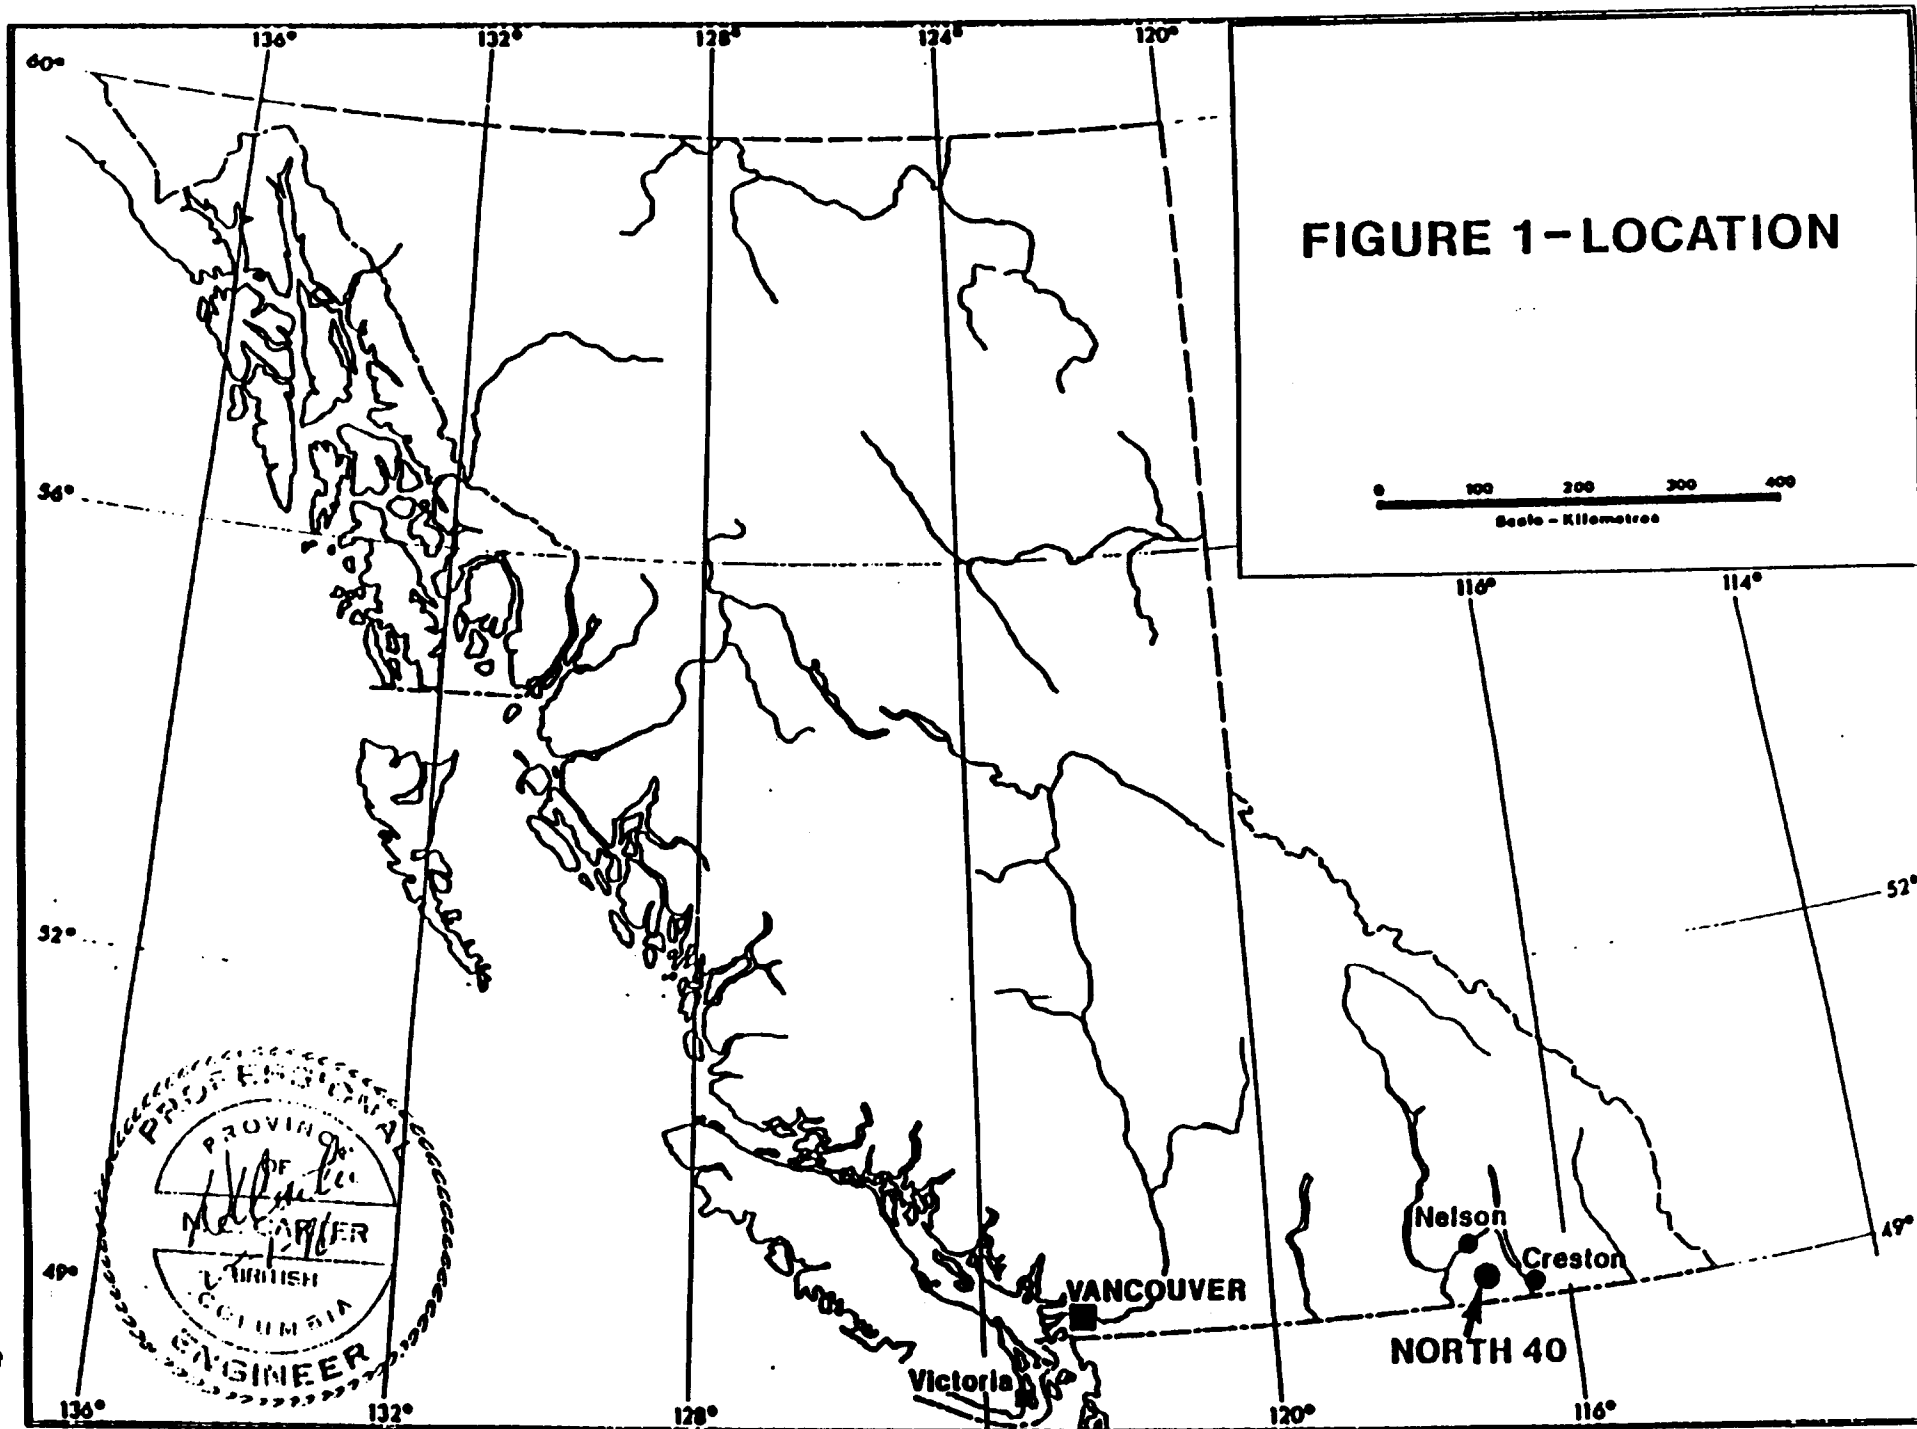 136° 132° 128° 124° 120°
60°
FIGURE 1-LOCATION
0 100 200 300 400
Scale - Kilometres
56°
116° 114°
52°
52°
PROFESSIONAL
PROVINCE
OF
BRITISH
COLUMBIA
ENGINEER
Nelson
Creston
49°
49°
VANCOUVER
NORTH 40
Victoria
136° 132° 128° 120° 116°